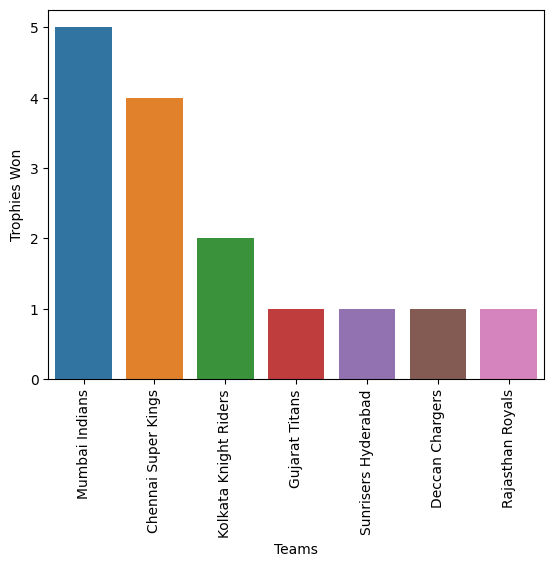 Trophies Won
5
4
3
2
1
0
Mumbai Indians
Chennai Super Kings
Kolkata Knight Riders
Gujarat Titans
Sunrisers Hyderabad
Deccan Chargers
Rajasthan Royals
Teams